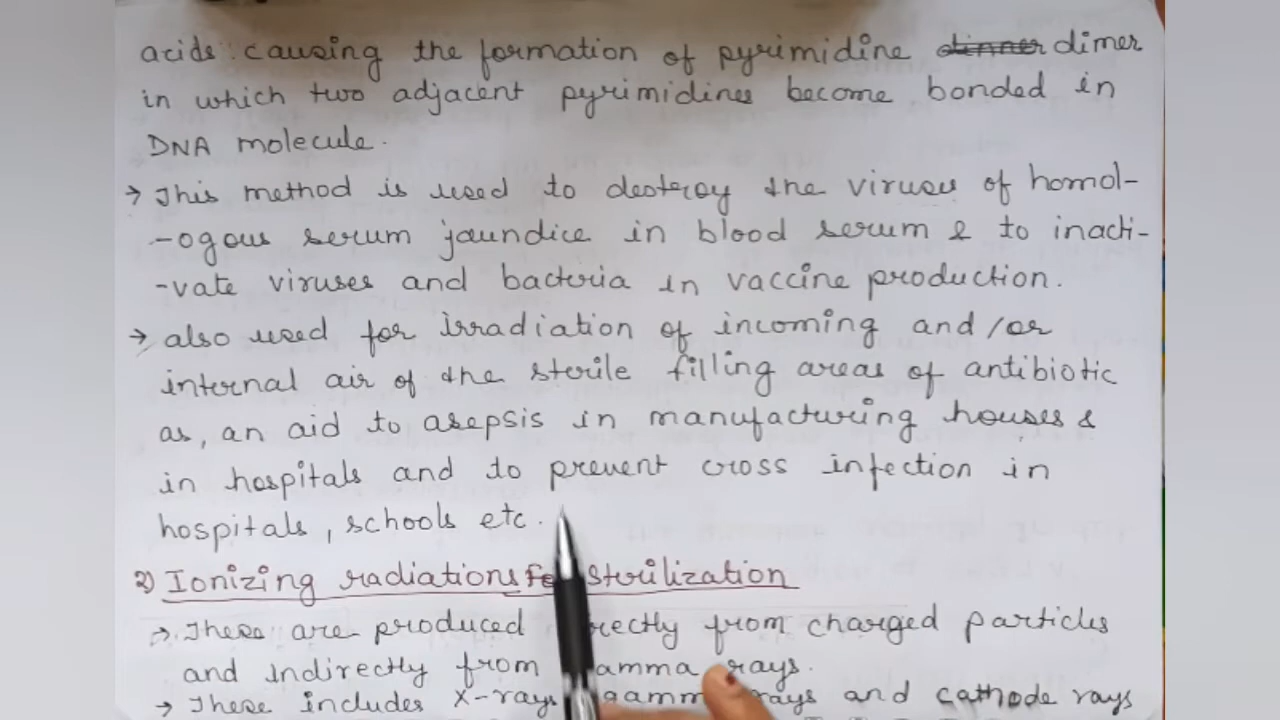 acids causing the formation of pyrimidine dinner dimer
in which two adjacent pyrimidines become bonded in
DNA molecule.
→ This method is used to destroy the viruses of homol-
-ogous serum jaundice in blood serum & to inacti-
-vate viruses and bacteria in vaccine production.
→ also used for irradiation of incoming and/or
internal air of the sterile filling areas of antibiotic
as, an aid to asepsis in manufacturing houses &
in hospitals and to prevent cross infection in
hospitals, schools etc.
2) Ionizing radiations sterilization
→ These are produced from charged particles
and indirectly from rays.
→ These includes X-rays rays and cathode rays